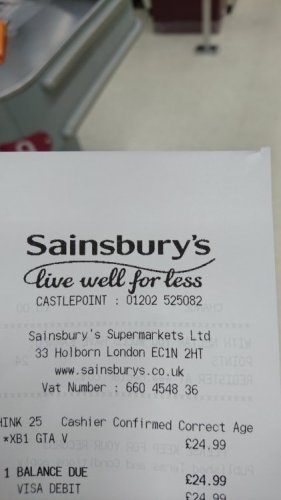 Sainsbury's
live well for less
CASTLEPOINT : 01202 525082
Sainsbury's Supermarkets Ltd
33 Holborn London EC1N 2HT
www.sainsburys.co.uk
Vat Number : 660 4548 36
HINK 25 Cashier Confirmed Correct Age
*XB1 GTA V £24.99
1 BALANCE DUE £24.99
VISA DEBIT £24.99